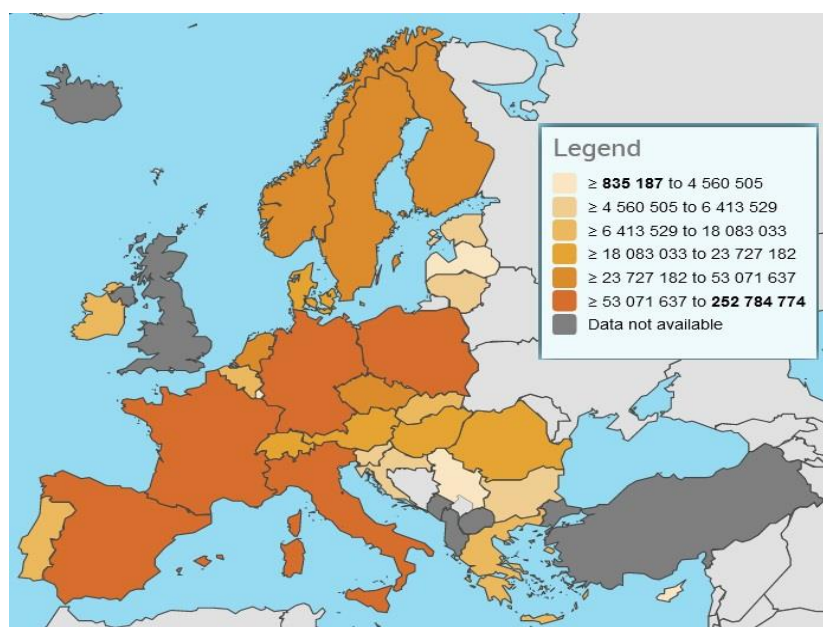 Legend
≥ 835 187 to 4 560 505
≥ 4 560 505 to 6 413 529
≥ 6 413 529 to 18 083 033
≥ 18 083 033 to 23 727 182
≥ 23 727 182 to 53 071 637
≥ 53 071 637 to 252 784 774
Data not available